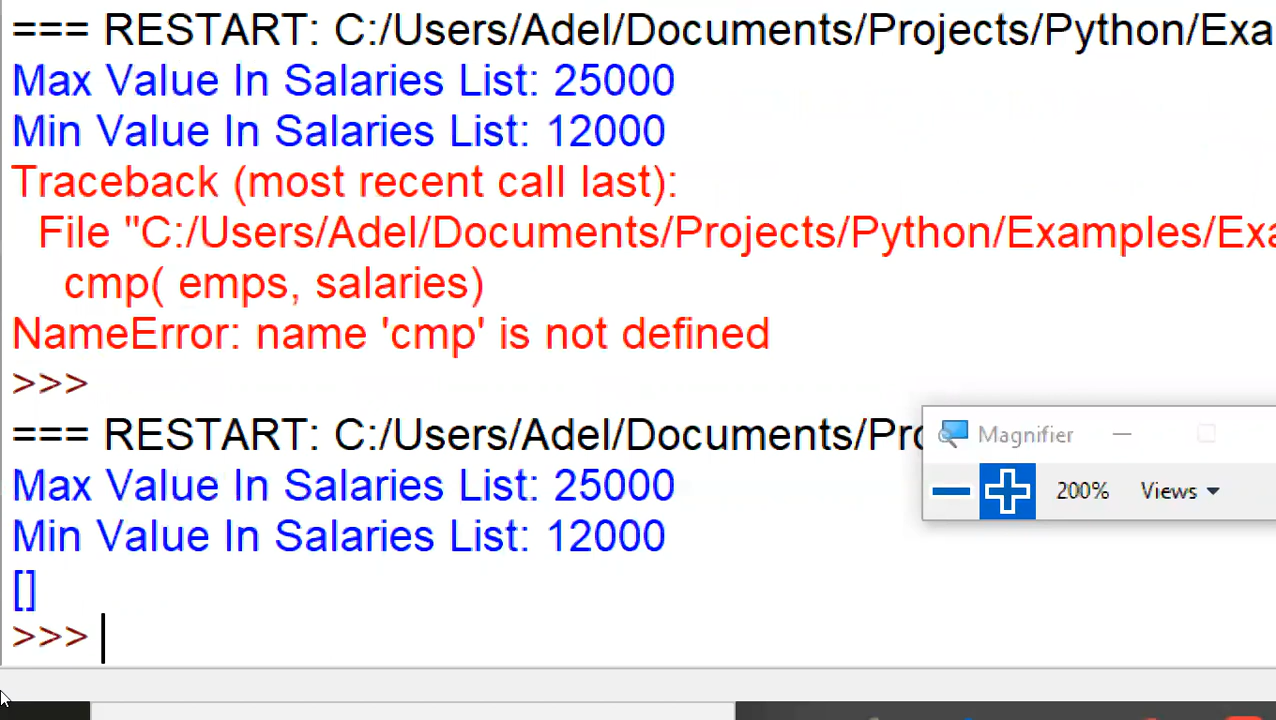 === RESTART: C:/Users/Adel/Documents/Projects/Python/Exa
Max Value In Salaries List: 25000
Min Value In Salaries List: 12000
Traceback (most recent call last):
  File "C:/Users/Adel/Documents/Projects/Python/Examples/Exa
    cmp( emps, salaries)
NameError: name 'cmp' is not defined
>>>
=== RESTART: C:/Users/Adel/Documents/Pro
Max Value In Salaries List: 25000
Min Value In Salaries List: 12000
[]
>>>
Magnifier
200% Views